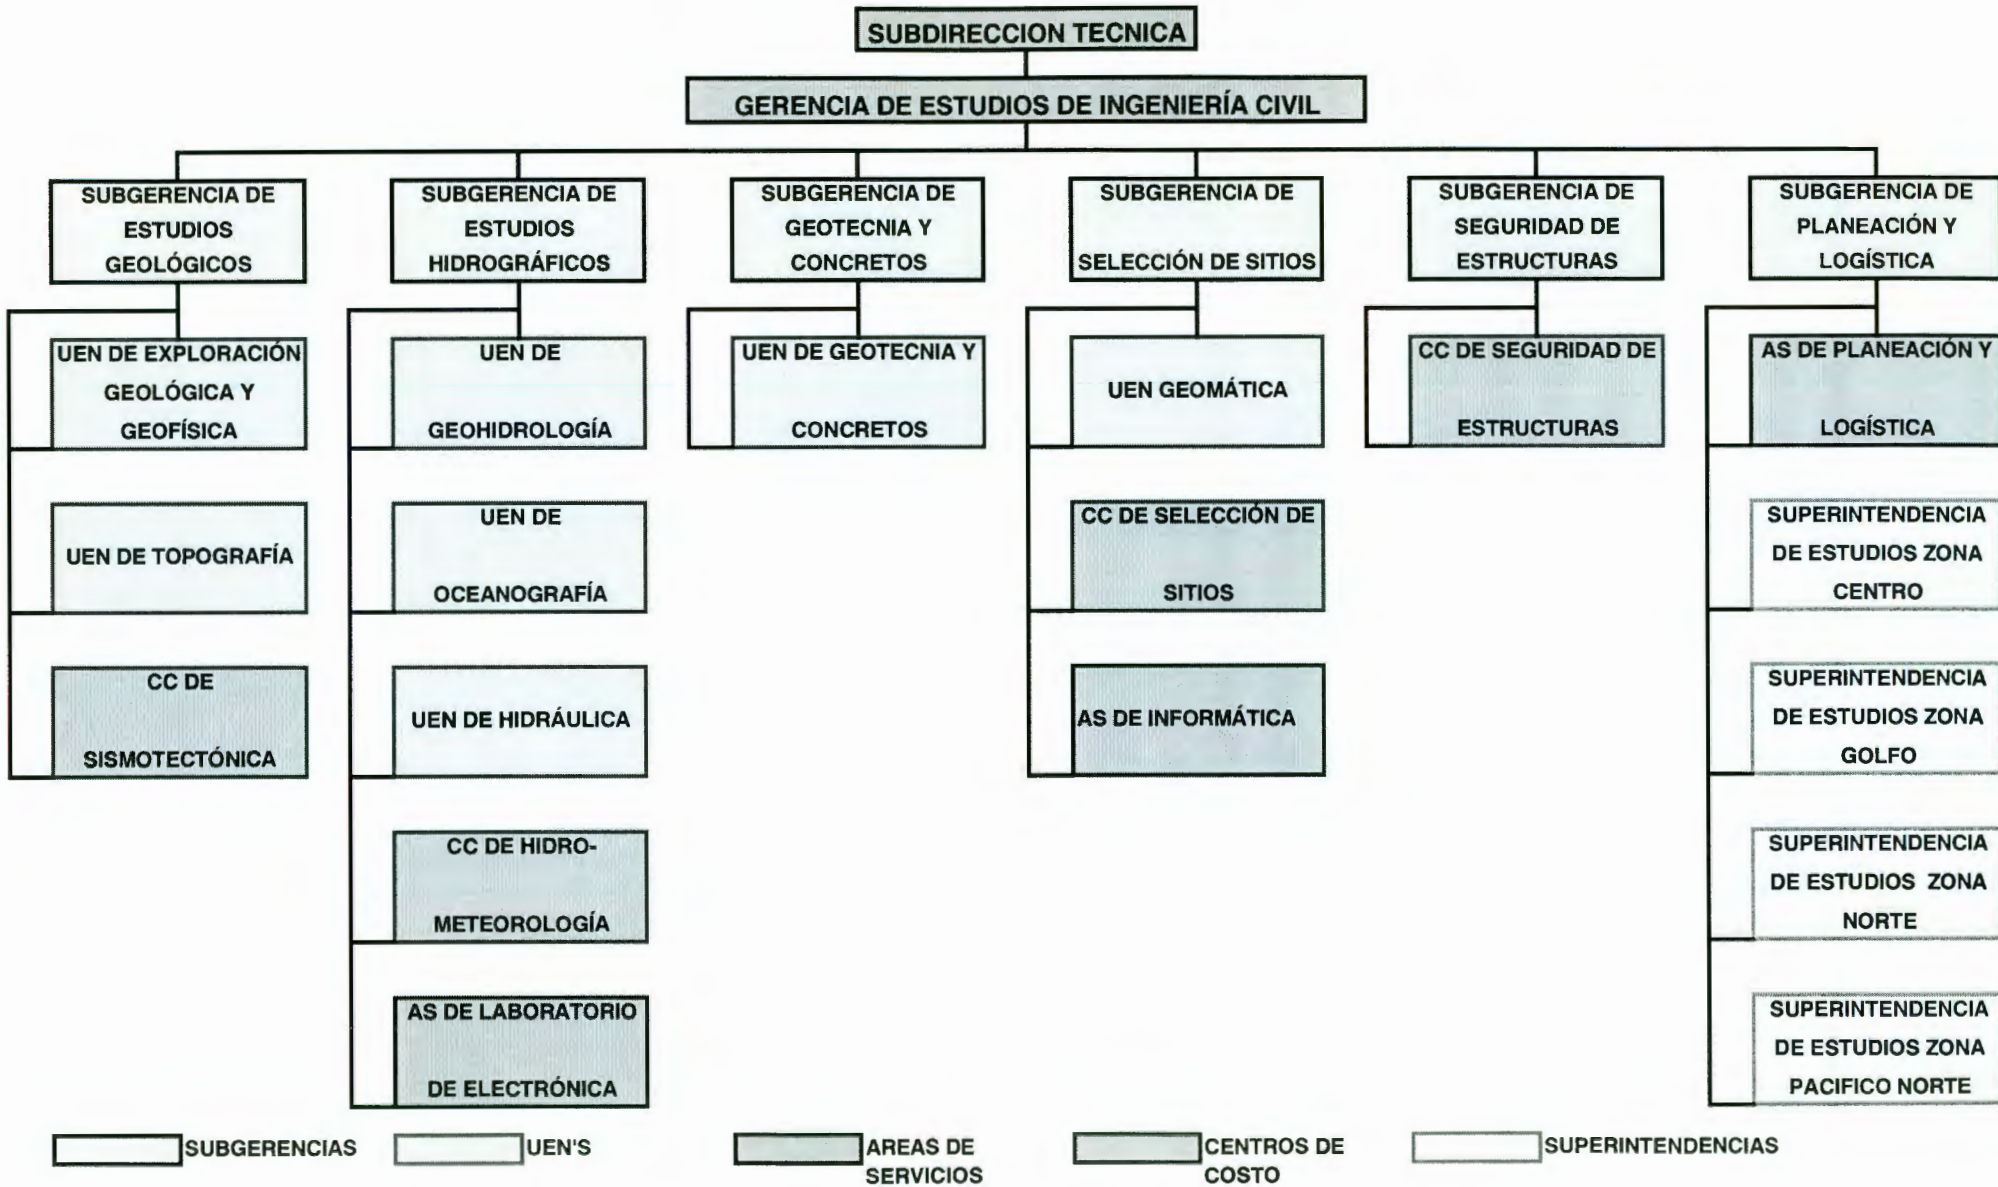 SUBDIRECCION TECNICA
GERENCIA DE ESTUDIOS DE INGENIERÍA CIVIL
SUBGERENCIA DE
ESTUDIOS
GEOLÓGICOS
UEN DE EXPLORACIÓN
GEOLÓGICA Y
GEOFÍSICA
UEN DE TOPOGRAFÍA
CC DE
SISMOTECTÓNICA
SUBGERENCIA DE
ESTUDIOS
HIDROGRÁFICOS
UEN DE
GEOHIDROLOGÍA
UEN DE
OCEANOGRAFÍA
UEN DE HIDRÁULICA
CC DE HIDRO-
METEOROLOGÍA
AS DE LABORATORIO
DE ELECTRÓNICA
SUBGERENCIA DE
GEOTECNIA Y
CONCRETOS
UEN DE GEOTECNIA Y
CONCRETOS
SUBGERENCIA DE
SELECCIÓN DE SITIOS
UEN GEOMÁTICA
CC DE SELECCIÓN DE
SITIOS
AS DE INFORMÁTICA
SUBGERENCIA DE
SEGURIDAD DE
ESTRUCTURAS
CC DE SEGURIDAD DE
ESTRUCTURAS
SUBGERENCIA DE
PLANEACIÓN Y
LOGÍSTICA
AS DE PLANEACIÓN Y
LOGÍSTICA
SUPERINTENDENCIA
DE ESTUDIOS ZONA
CENTRO
SUPERINTENDENCIA
DE ESTUDIOS ZONA
GOLFO
SUPERINTENDENCIA
DE ESTUDIOS ZONA
NORTE
SUPERINTENDENCIA
DE ESTUDIOS ZONA
PACIFICO NORTE
SUBGERENCIAS
UEN'S
AREAS DE
SERVICIOS
CENTROS DE
COSTO
SUPERINTENDENCIAS